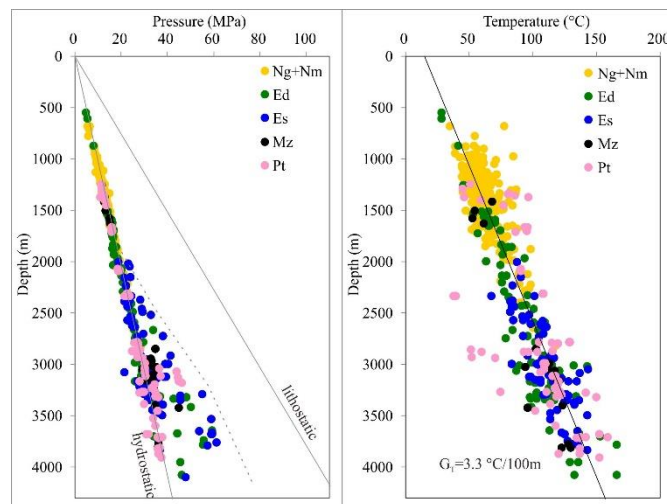 Pressure (MPa)
0 20 40 60 80 100
0
500
1000
1500
2000
2500
3000
3500
4000
Depth (m)
Ng+Nm
Ed
Es
Mz
Pt
hydrostatic
lithostatic
Temperature (°C)
0 50 100 150 200
0
500
1000
1500
2000
2500
3000
3500
4000
Depth (m)
Ng+Nm
Ed
Es
Mz
Pt
G₁=3.3 °C/100m